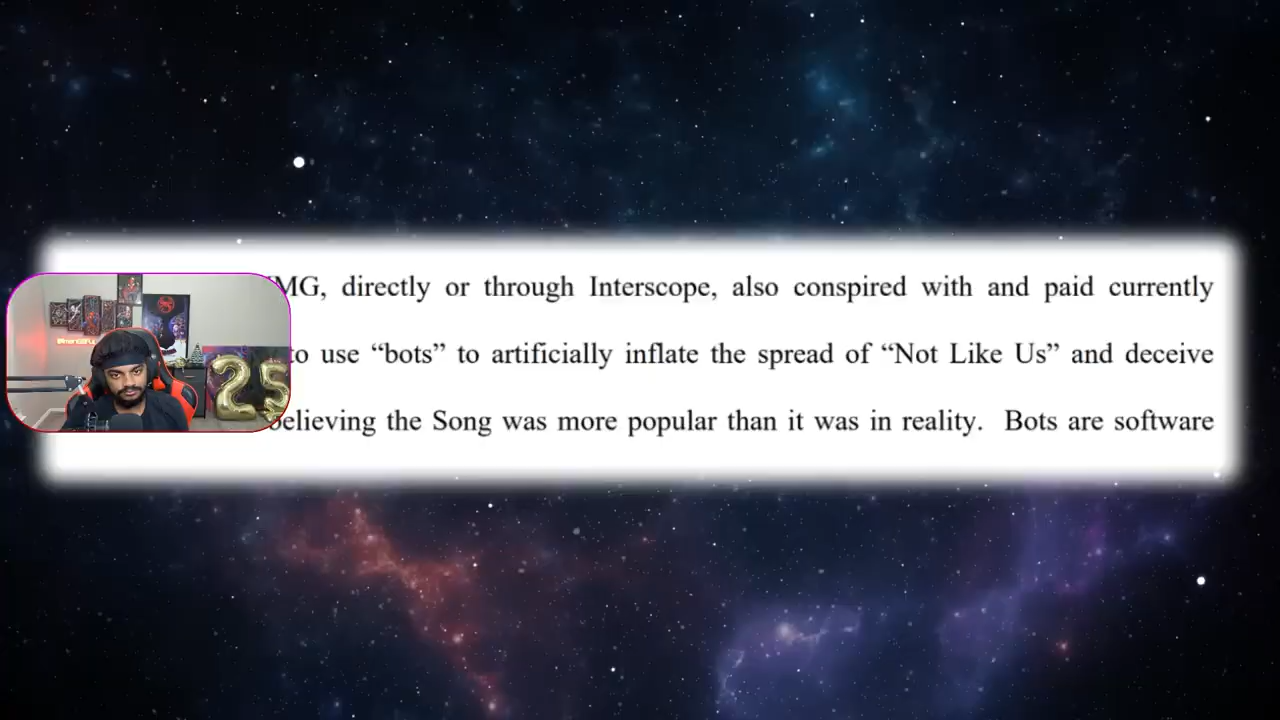 MG, directly or through Interscope, also conspired with and paid currently
to use “bots” to artificially inflate the spread of “Not Like Us” and deceive
believing the Song was more popular than it was in reality. Bots are software
25